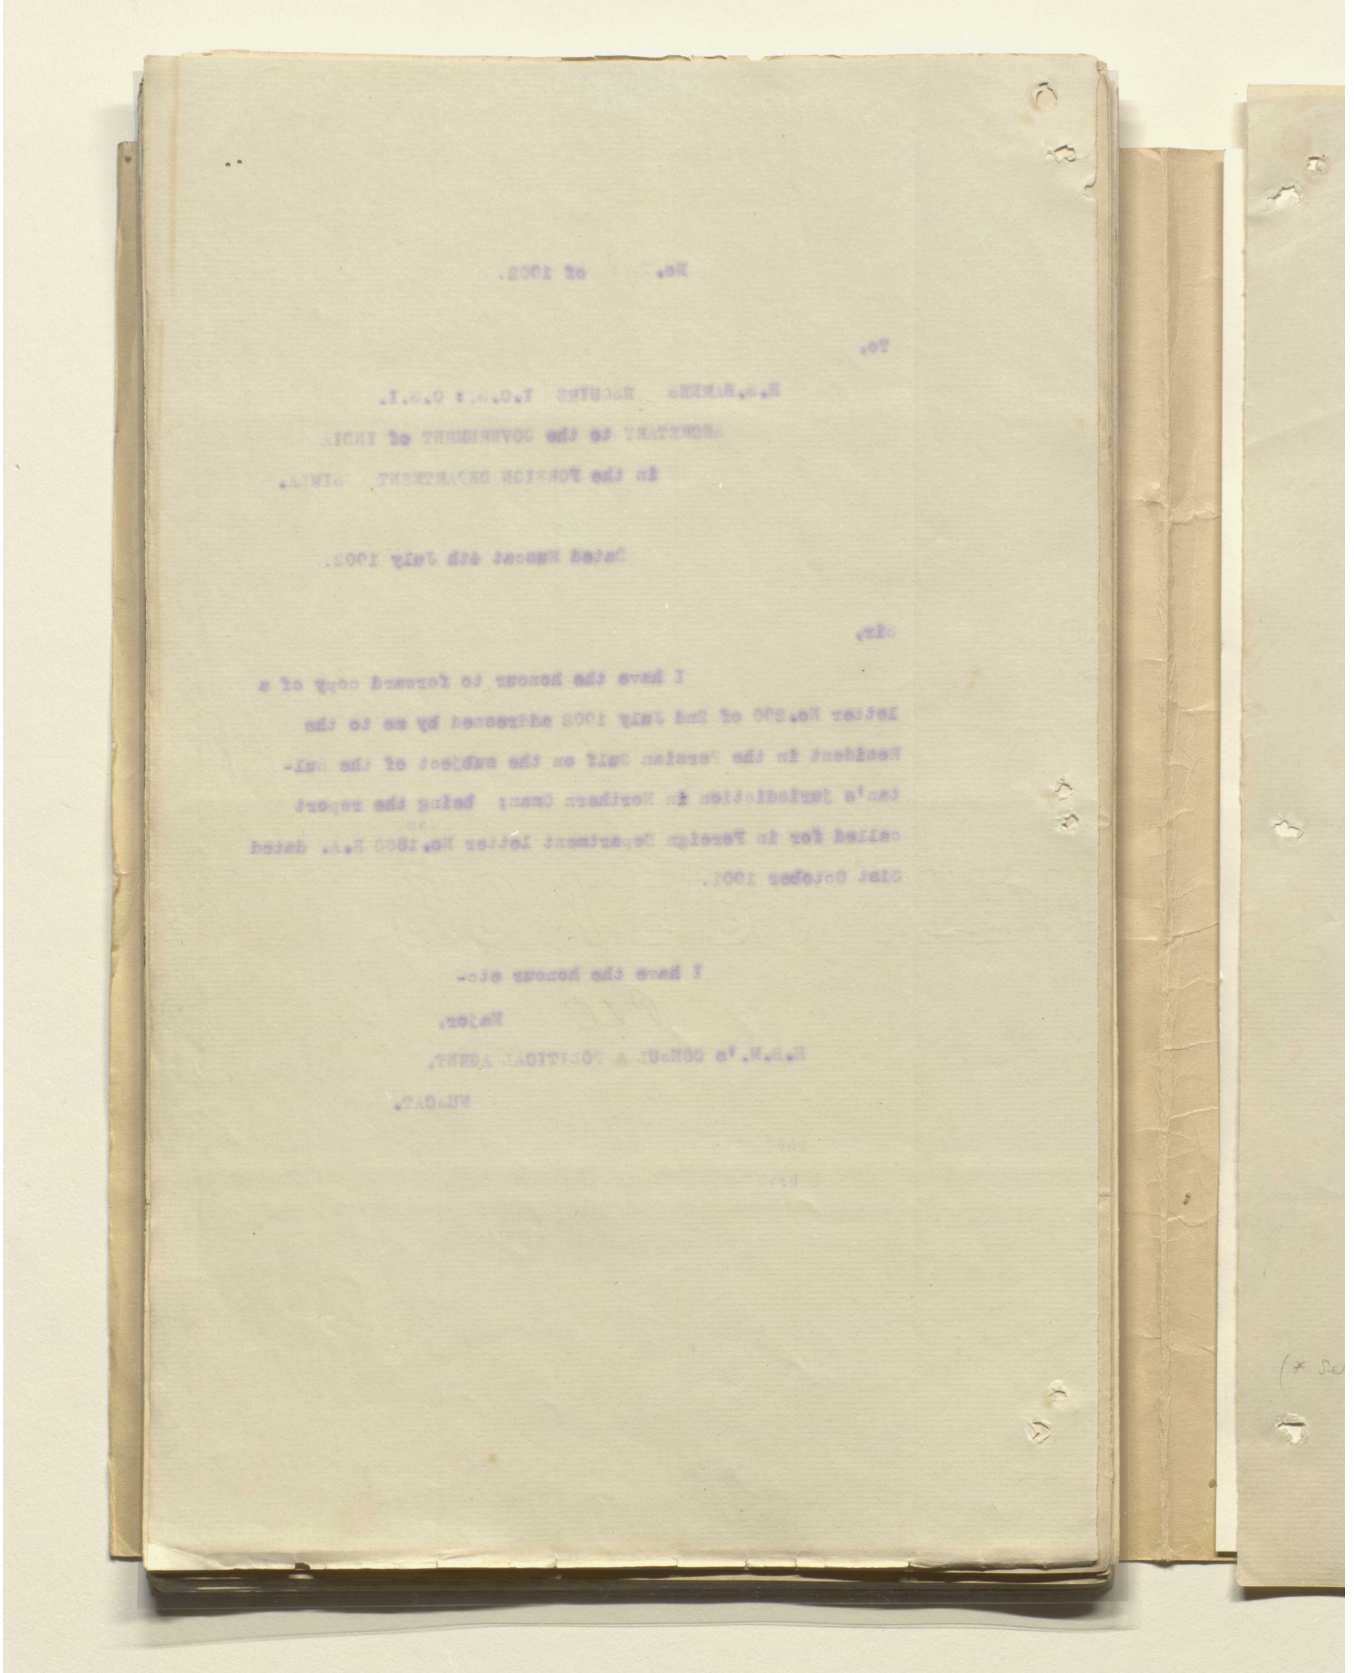 No. of 1902.
To,
H.S.BARNES ESQUIRE I.C.S.: C.S.I.
SECRETARY to the GOVERNMENT of INDIA
in the FOREIGN DEPARTMENT SIMLA.
Dated Muscat 4th July 1902.
Sir,
I have the honour to forward copy of a
letter No.290 of 2nd July 1902 addressed by me to the
Resident in the Persian Gulf on the subject of the Sul-
tan's jurisdiction in Northern Oman; being the report
called for in Foreign Department letter No. E.A. dated
31st October 1901.
I have the honour etc-
Major,
H.B.M.'s CONSUL & POLITICAL AGENT,
MUSCAT.
(* Se